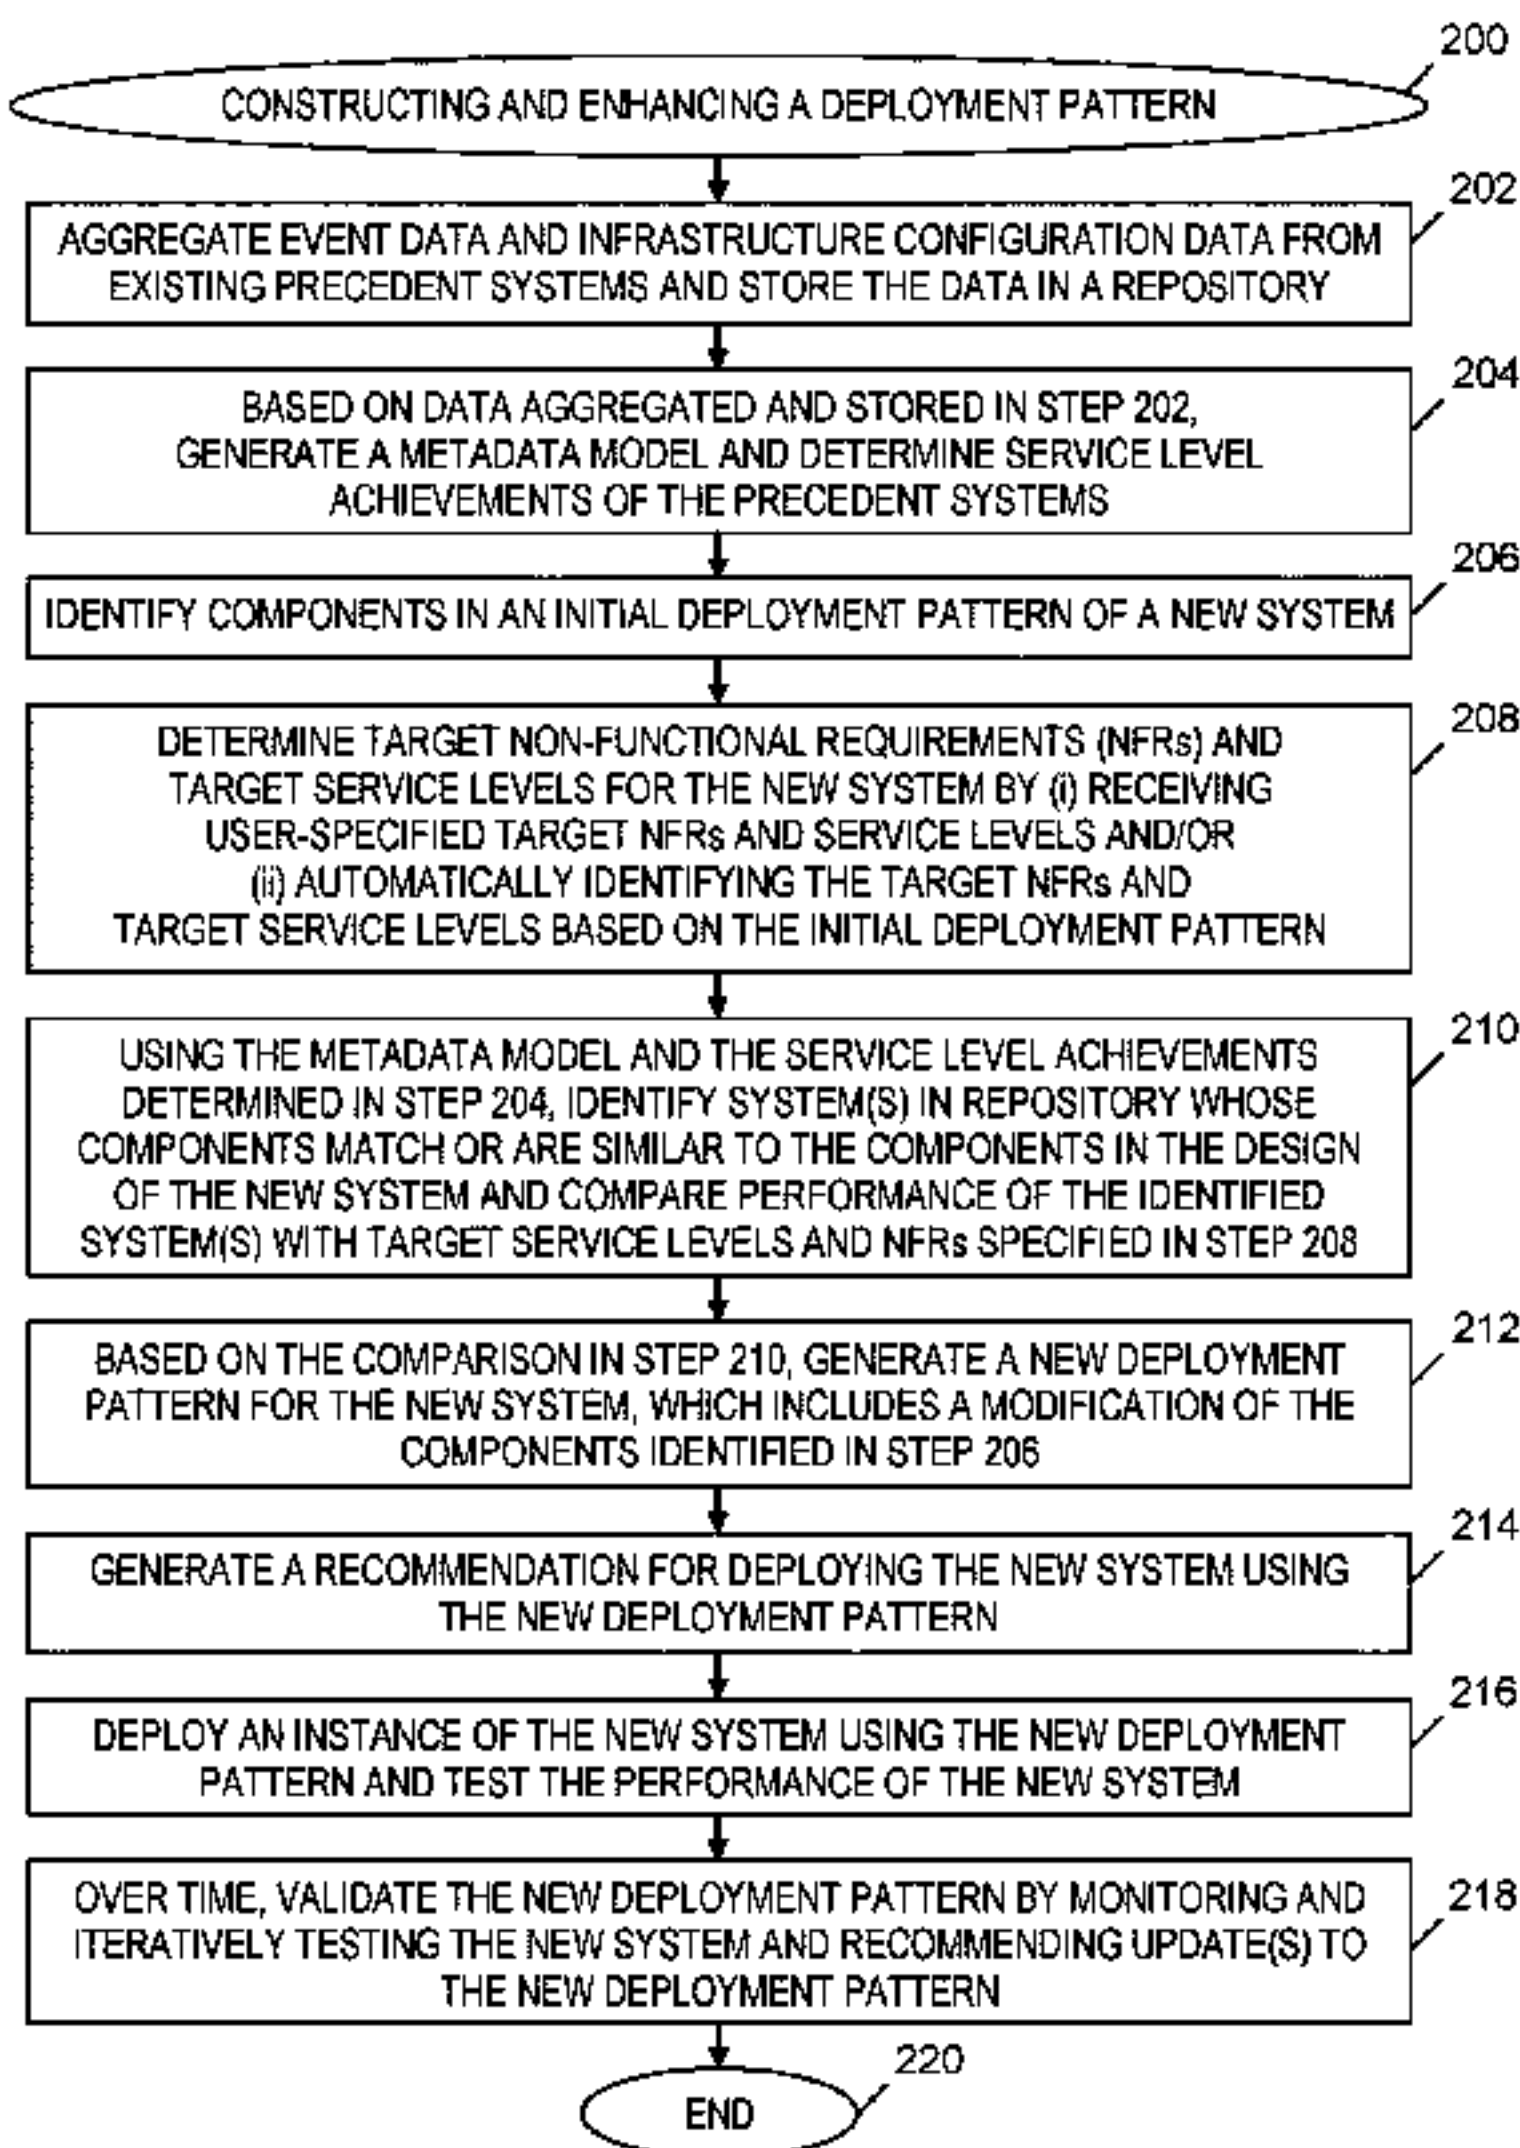 200
CONSTRUCTING AND ENHANCING A DEPLOYMENT PATTERN
202
AGGREGATE EVENT DATA AND INFRASTRUCTURE CONFIGURATION DATA FROM
EXISTING PRECEDENT SYSTEMS AND STORE THE DATA IN A REPOSITORY
204
BASED ON DATA AGGREGATED AND STORED IN STEP 202,
GENERATE A METADATA MODEL AND DETERMINE SERVICE LEVEL
ACHIEVEMENTS OF THE PRECEDENT SYSTEMS
206
IDENTIFY COMPONENTS IN AN INITIAL DEPLOYMENT PATTERN OF A NEW SYSTEM
208
DETERMINE TARGET NON-FUNCTIONAL REQUIREMENTS (NFRs) AND
TARGET SERVICE LEVELS FOR THE NEW SYSTEM BY (i) RECEIVING
USER-SPECIFIED TARGET NFRs AND SERVICE LEVELS AND/OR
(ii) AUTOMATICALLY IDENTIFYING THE TARGET NFRs AND
TARGET SERVICE LEVELS BASED ON THE INITIAL DEPLOYMENT PATTERN
210
USING THE METADATA MODEL AND THE SERVICE LEVEL ACHIEVEMENTS
DETERMINED IN STEP 204, IDENTIFY SYSTEM(S) IN REPOSITORY WHOSE
COMPONENTS MATCH OR ARE SIMILAR TO THE COMPONENTS IN THE DESIGN
OF THE NEW SYSTEM AND COMPARE PERFORMANCE OF THE IDENTIFIED
SYSTEM(S) WITH TARGET SERVICE LEVELS AND NFRs SPECIFIED IN STEP 208
212
BASED ON THE COMPARISON IN STEP 210, GENERATE A NEW DEPLOYMENT
PATTERN FOR THE NEW SYSTEM, WHICH INCLUDES A MODIFICATION OF THE
COMPONENTS IDENTIFIED IN STEP 206
214
GENERATE A RECOMMENDATION FOR DEPLOYING THE NEW SYSTEM USING
THE NEW DEPLOYMENT PATTERN
216
DEPLOY AN INSTANCE OF THE NEW SYSTEM USING THE NEW DEPLOYMENT
PATTERN AND TEST THE PERFORMANCE OF THE NEW SYSTEM
218
OVER TIME, VALIDATE THE NEW DEPLOYMENT PATTERN BY MONITORING AND
ITERATIVELY TESTING THE NEW SYSTEM AND RECOMMENDING UPDATE(S) TO
THE NEW DEPLOYMENT PATTERN
220
END